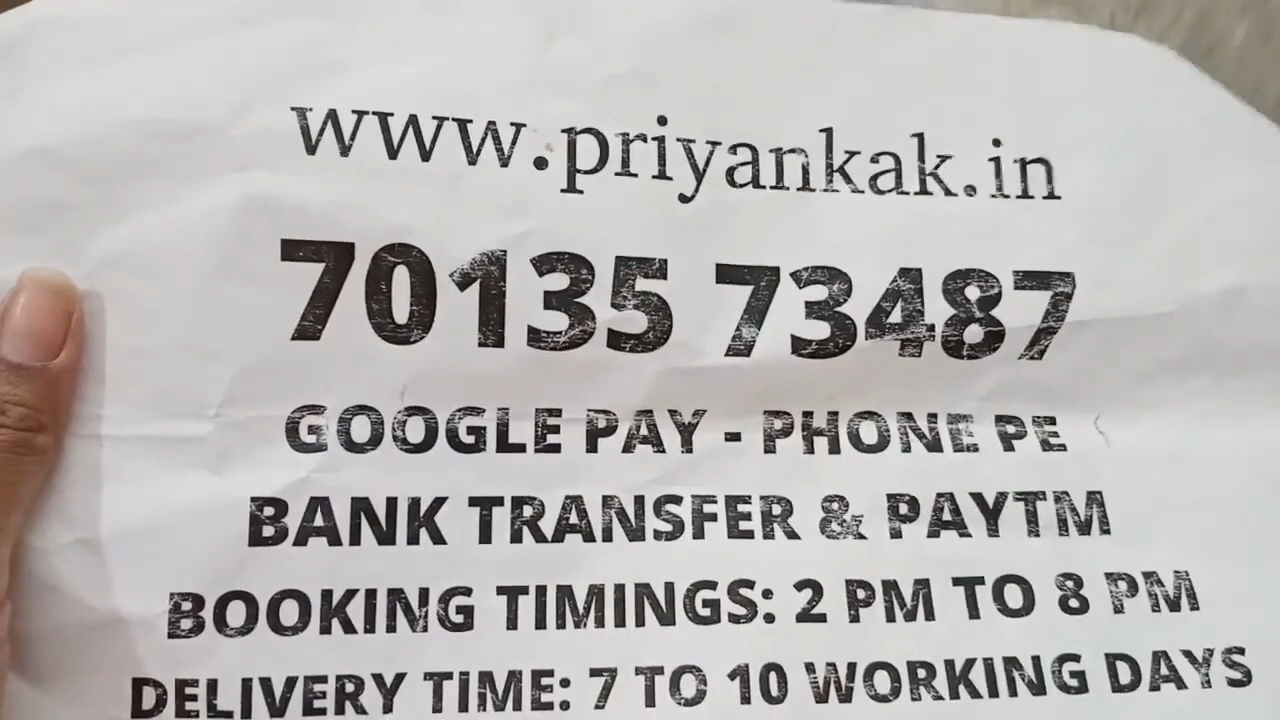 www.priyankak.in
70135 73487
GOOGLE PAY - PHONE PE
BANK TRANSFER & PAYTM
BOOKING TIMINGS: 2 PM TO 8 PM
DELIVERY TIME: 7 TO 10 WORKING DAYS